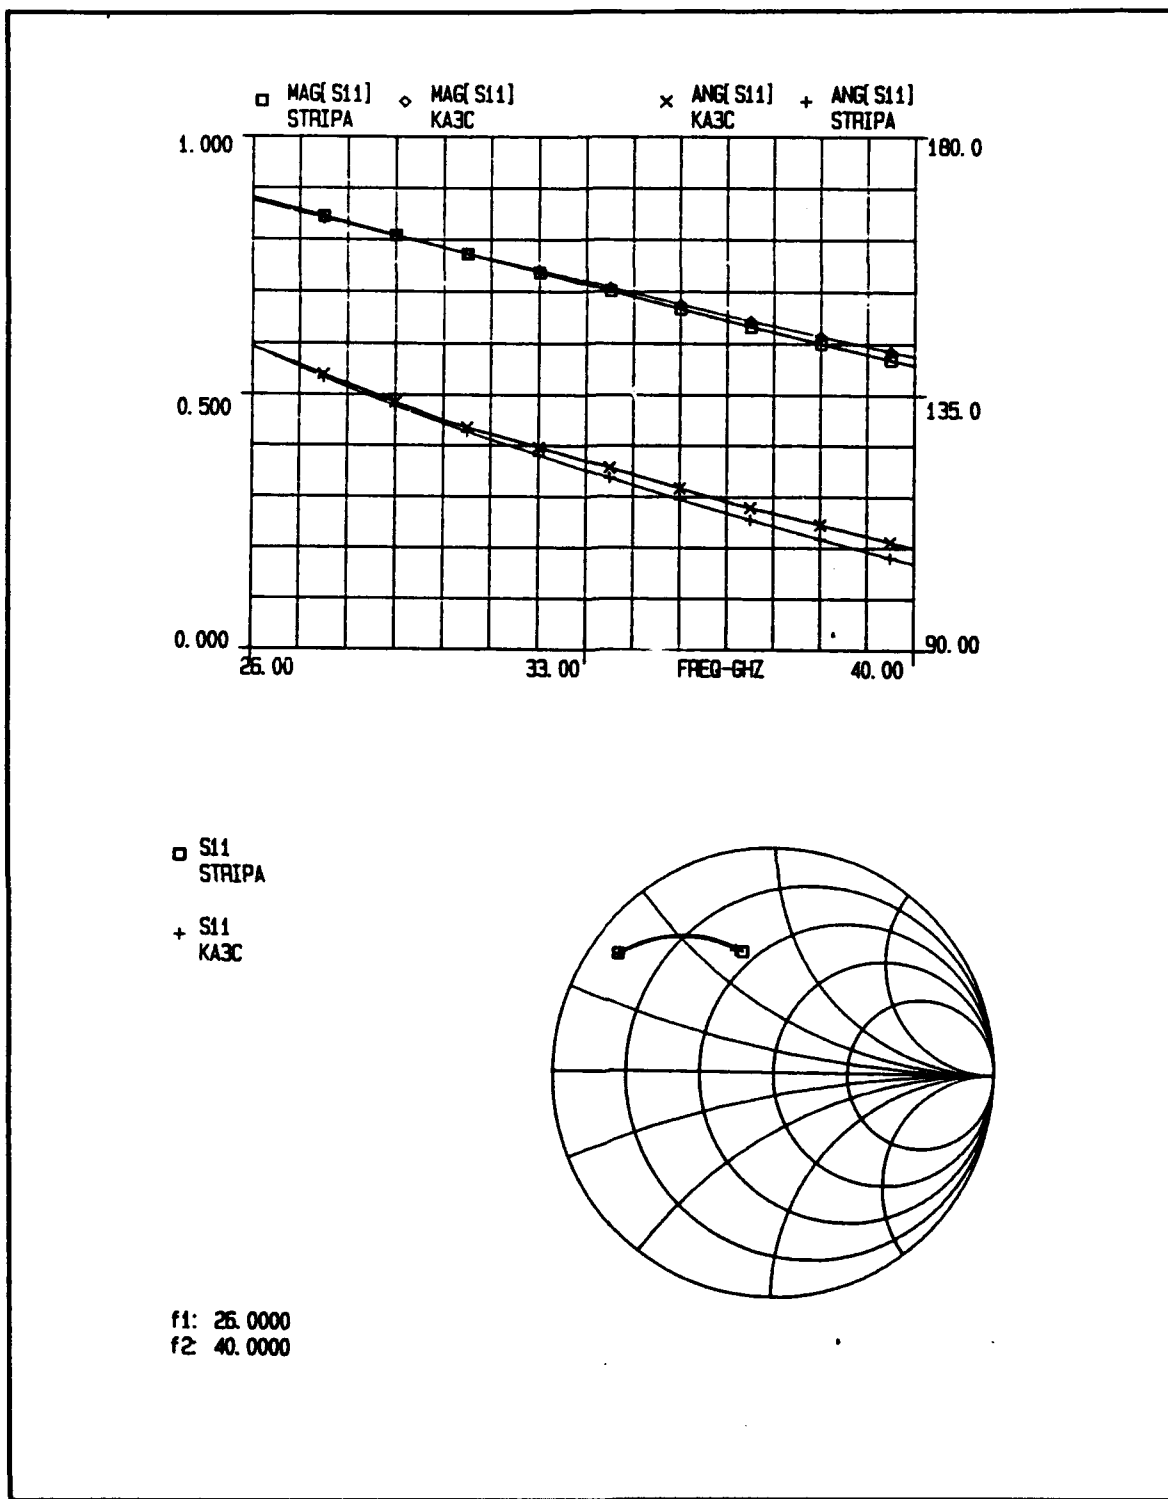 MAG[S11] MAG[S11] ANG[S11] ANG[S11]
STRIPA KA3C KA3C STRIPA
1.000 180.0
0.500 135.0
0.000 90.00
26.00 33.00 FREQ-GHZ 40.00
S11
STRIPA
S11
KA3C
f1: 26.0000
f2: 40.0000